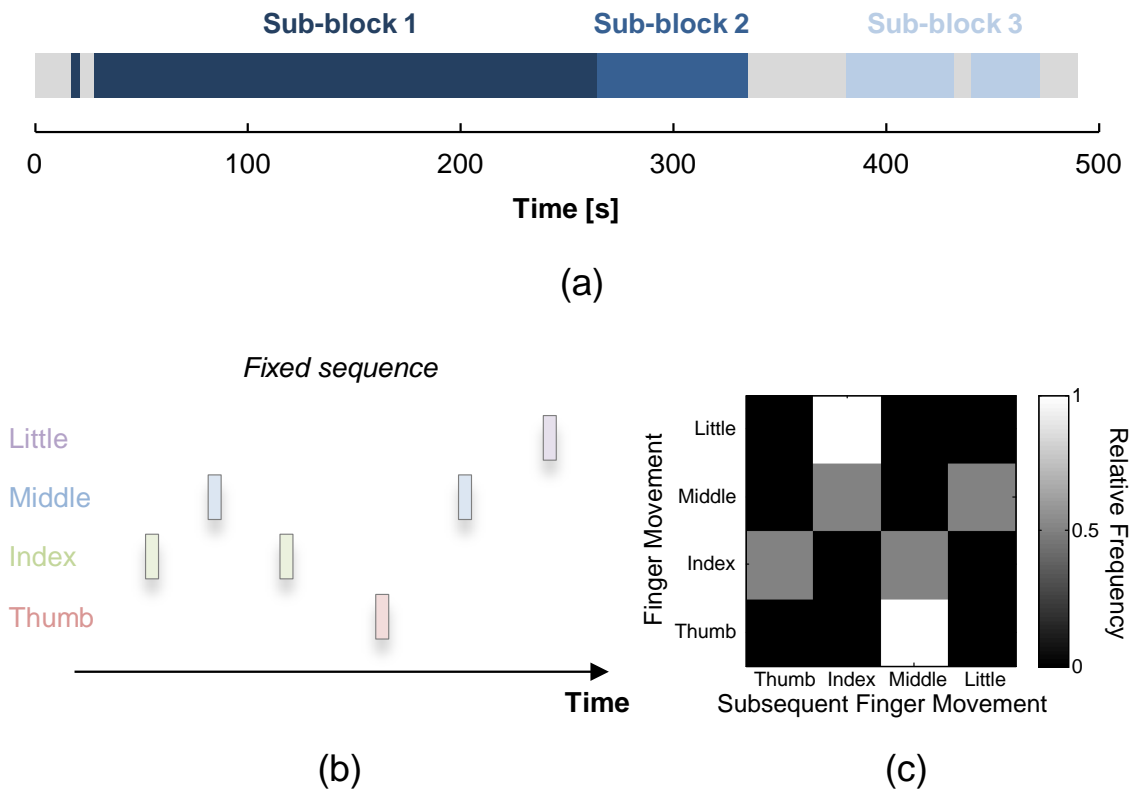 Sub-block 1 Sub-block 2 Sub-block 3
0 100 200 300 400 500
Time [s]
(a)
Fixed sequence
Little
Middle
Index
Thumb
Time
(b)
Finger Movement
Little
Middle
Index
Thumb
Thumb Index Middle Little
Subsequent Finger Movement
1
0.5
0
Relative Frequency
(c)